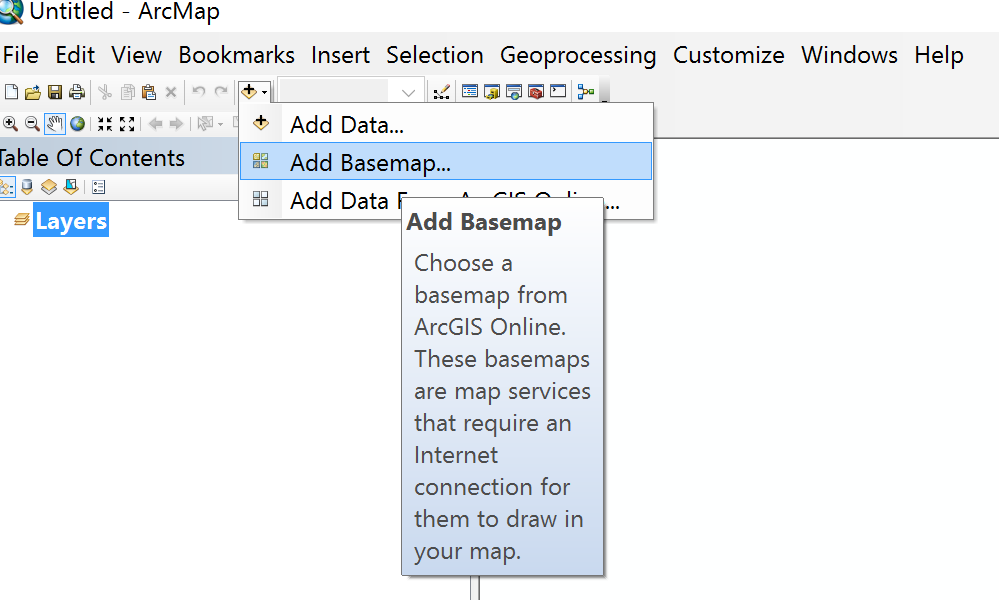 Untitled - ArcMap
File Edit View Bookmarks Insert Selection Geoprocessing Customize Windows Help
Add Data...
Table Of Contents
Add Basemap...
Add Data ...
Layers
Add Basemap
Choose a
basemap from
ArcGIS Online.
These basemaps
are map services
that require an
Internet
connection for
them to draw in
your map.